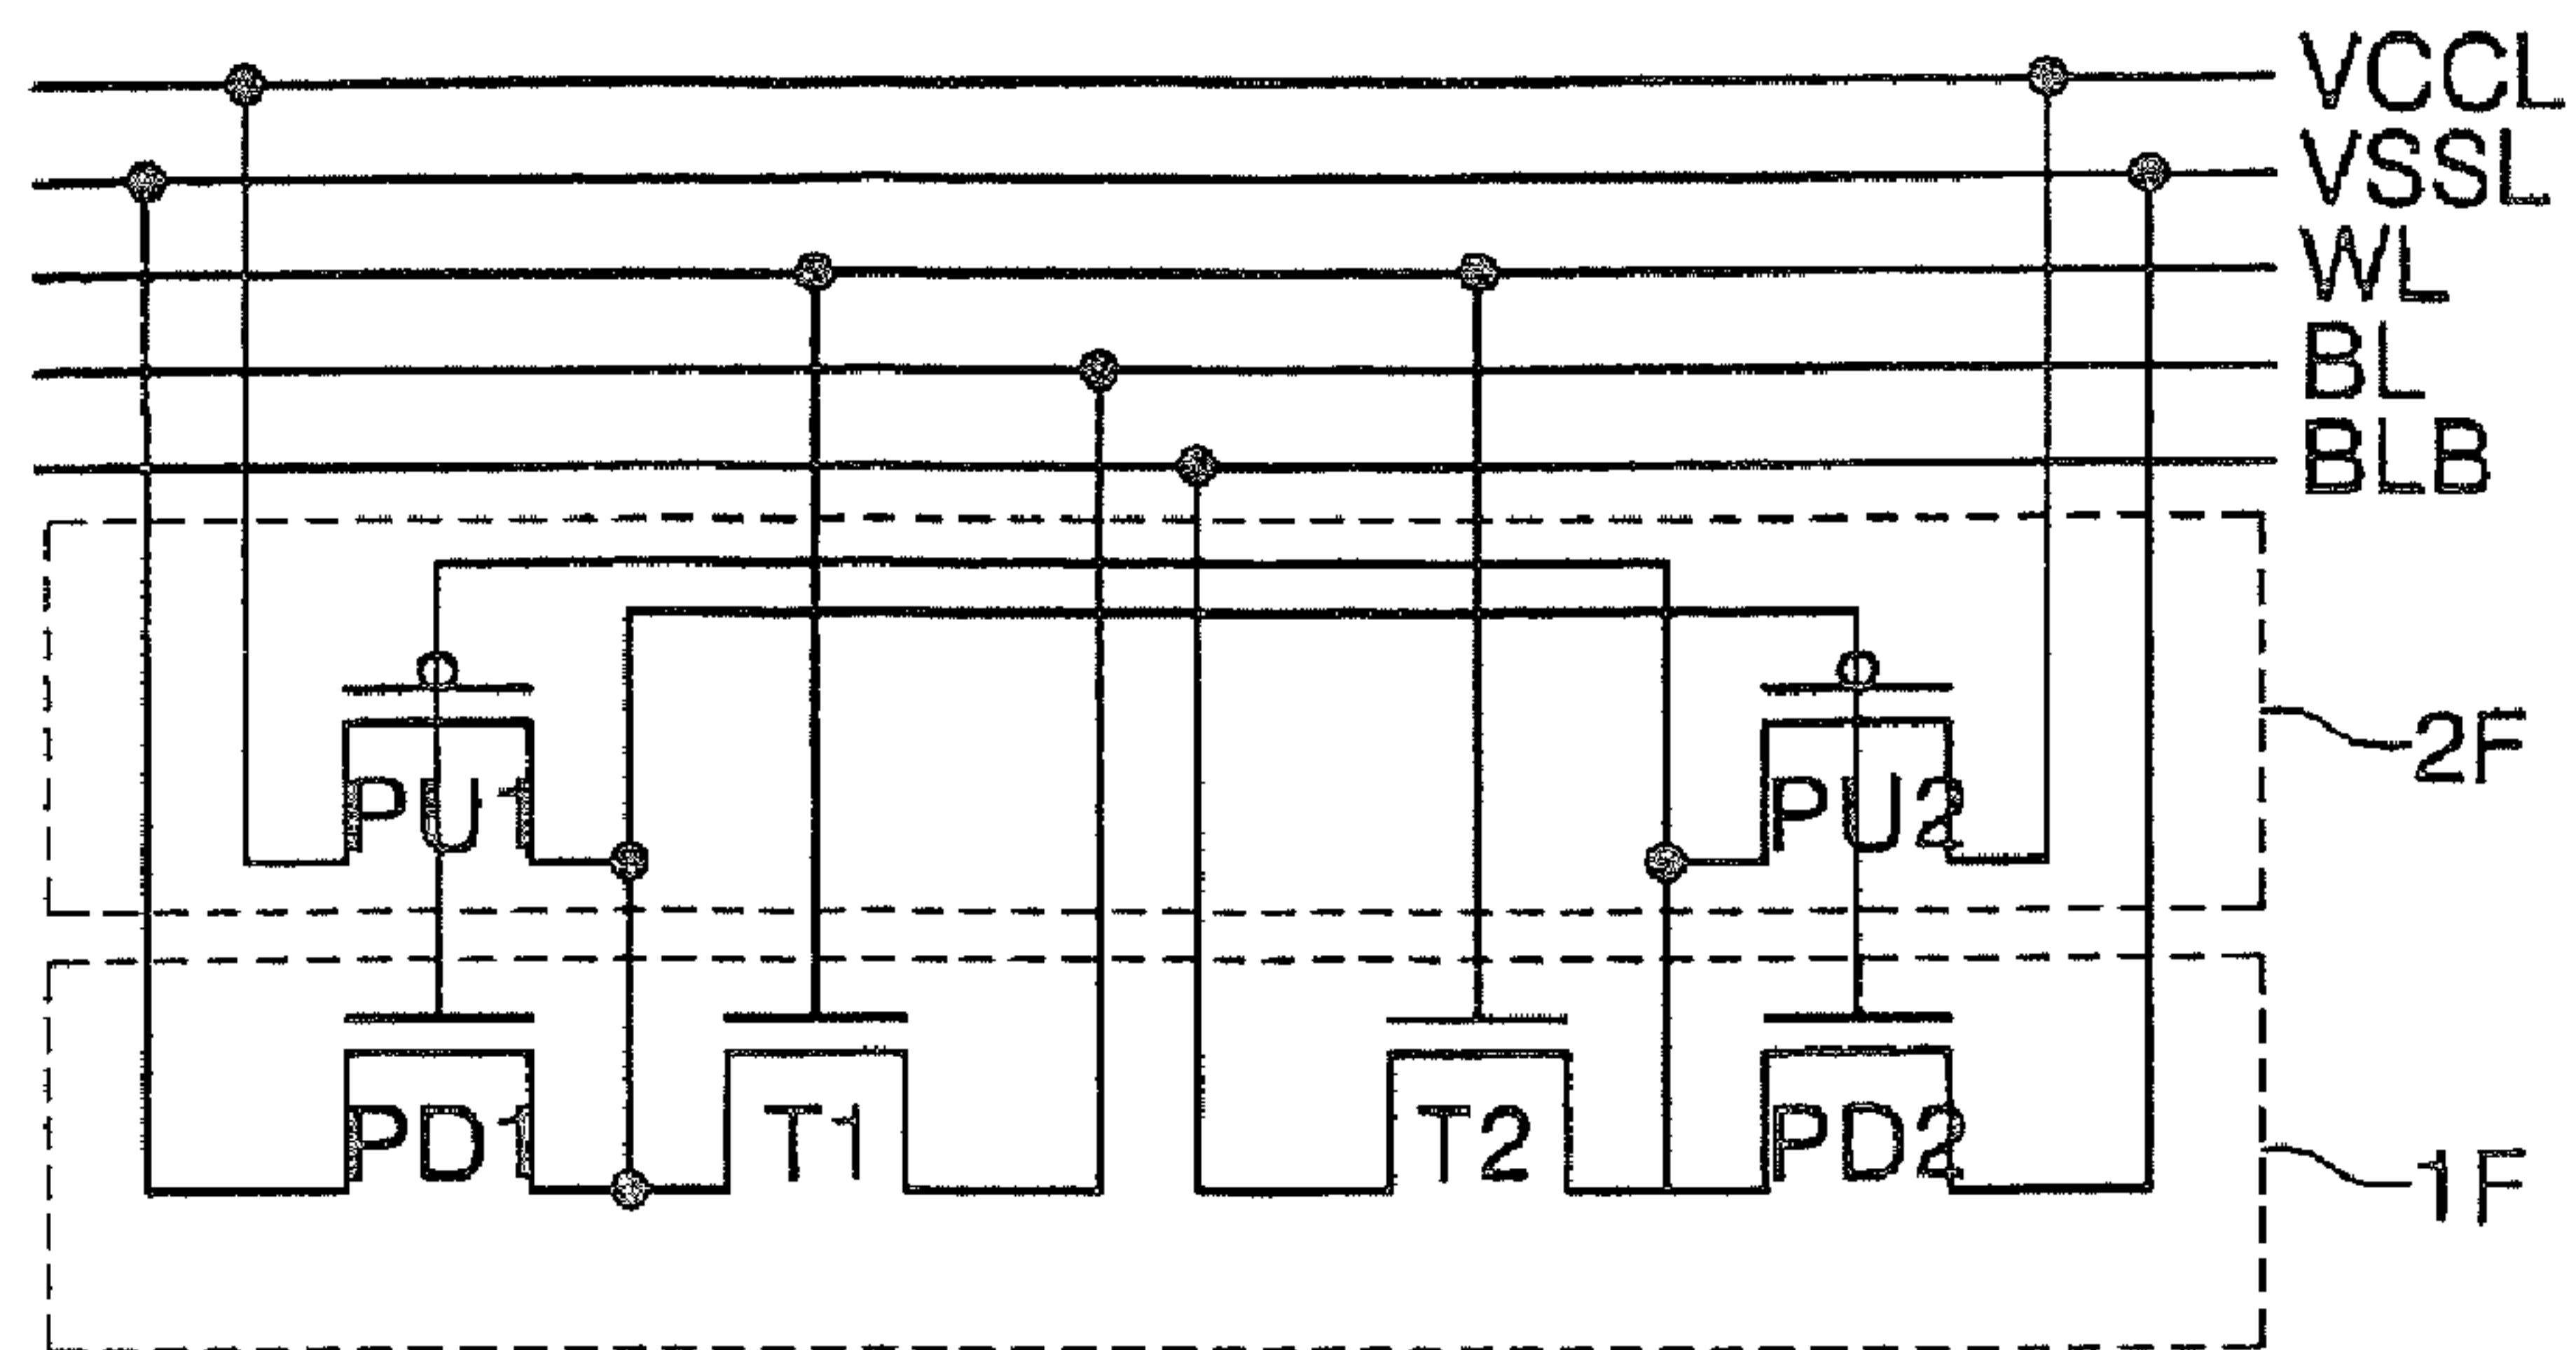 VCCL
VSSL
WL
BL
BLB
PU1
PU2
2F
PD1
T1
T2
PD2
1F